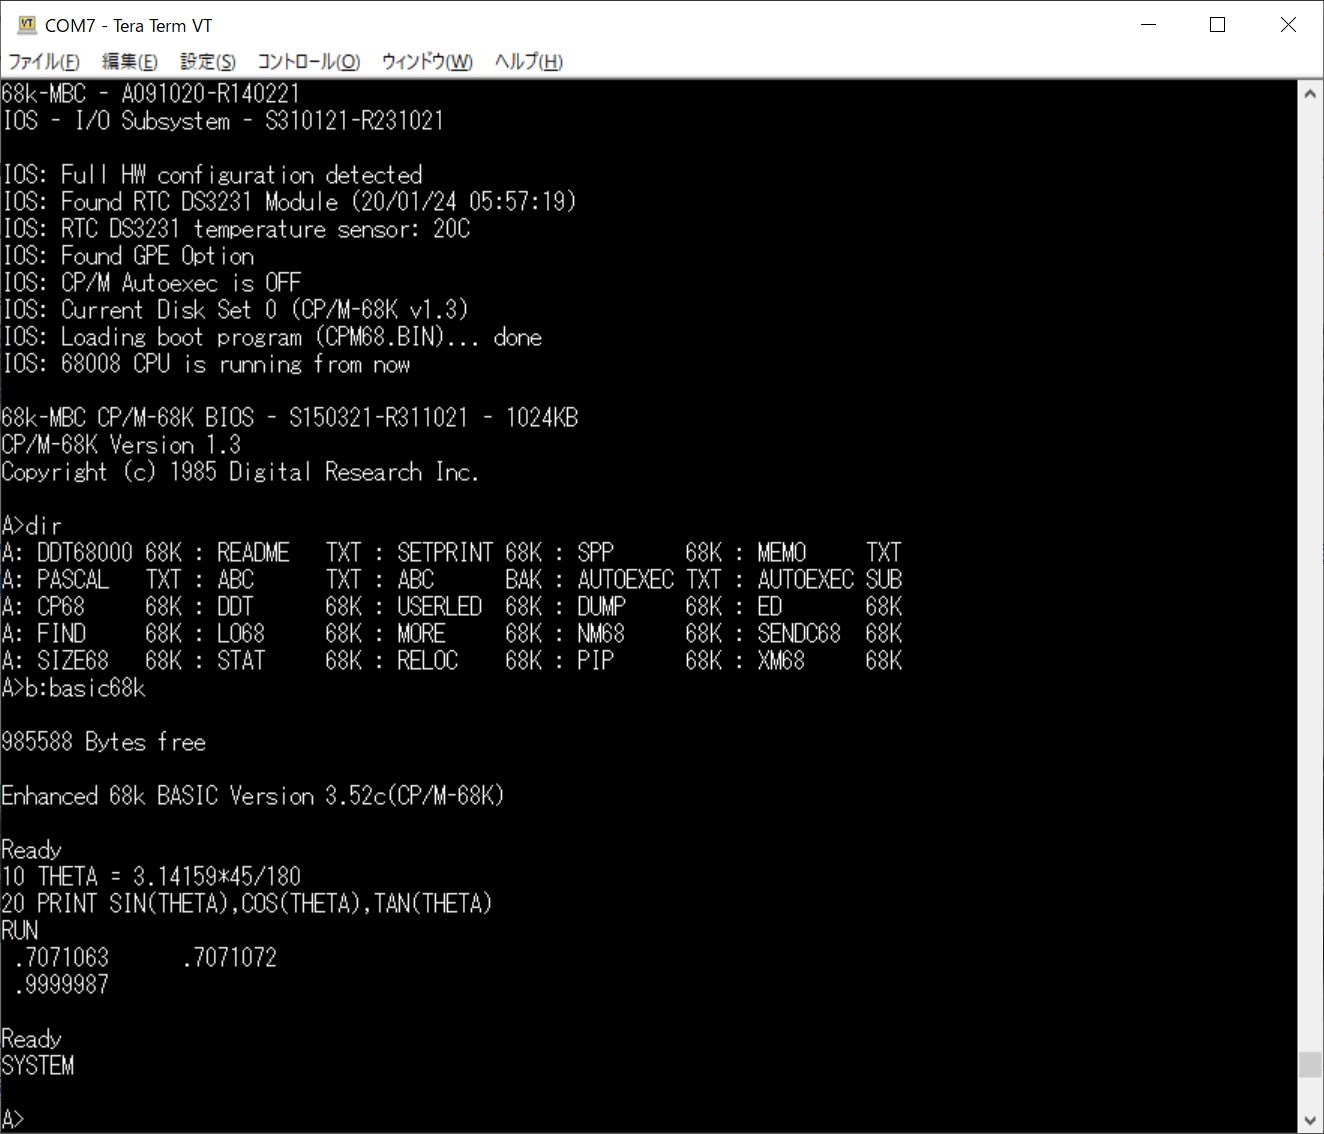 COM7 - Tera Term VT
ファイル(F) 編集(E) 設定(S) コントロール(O) ウィンドウ(W) ヘルプ(H)
68k-MBC - A091020-R140221
IOS - I/O Subsystem - S310121-R231021
IOS: Full HW configuration detected
IOS: Found RTC DS3231 Module (20/01/24 05:57:19)
IOS: RTC DS3231 temperature sensor: 20C
IOS: Found GPE Option
IOS: CP/M Autoexec is OFF
IOS: Current Disk Set 0 (CP/M-68K v1.3)
IOS: Loading boot program (CPM68.BIN)... done
IOS: 68008 CPU is running from now
68k-MBC CP/M-68K BIOS - S150321-R311021 - 1024KB
CP/M-68K Version 1.3
Copyright (c) 1985 Digital Research Inc.
A>dir
A: DDT68000 68K : README   TXT : SETPRINT 68K : SPP      68K : MEMO     TXT
A: PASCAL   TXT : ABC      TXT : ABC      BAK : AUTOEXEC TXT : AUTOEXEC SUB
A: CP68     68K : DDT      68K : USERLED  68K : DUMP     68K : ED       68K
A: FIND     68K : LO68     68K : MORE     68K : NM68     68K : SENDC68  68K
A: SIZE68   68K : STAT     68K : RELOC    68K : PIP      68K : XM68     68K
A>b:basic68k
985588 Bytes free
Enhanced 68k BASIC Version 3.52c(CP/M-68K)
Ready
10 THETA = 3.14159*45/180
20 PRINT SIN(THETA),COS(THETA),TAN(THETA)
RUN
 .7071063      .7071072
 .9999987
Ready
SYSTEM
A>